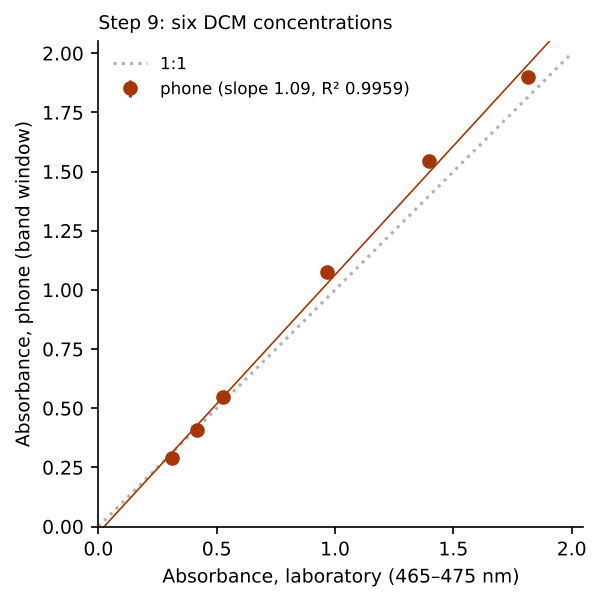 Step 9: six DCM concentrations
1:1
phone (slope 1.09, R² 0.9959)
Absorbance, phone (band window)
2.00
1.75
1.50
1.25
1.00
0.75
0.50
0.25
0.00
0.0 0.5 1.0 1.5 2.0
Absorbance, laboratory (465–475 nm)